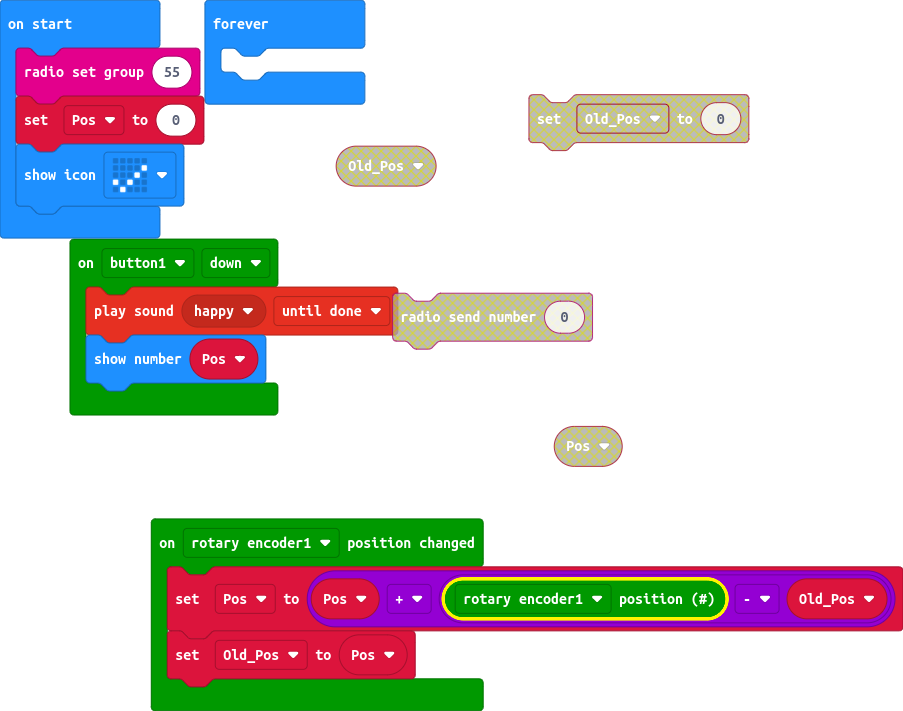 on start
radio set group 55
set Pos to 0
show icon
forever
set Old_Pos to 0
Old_Pos
on button1 down
play sound happy until done
show number Pos
radio send number 0
Pos
on rotary encoder1 position changed
set Pos to Pos + rotary encoder1 position (#) - Old_Pos
set Old_Pos to Pos